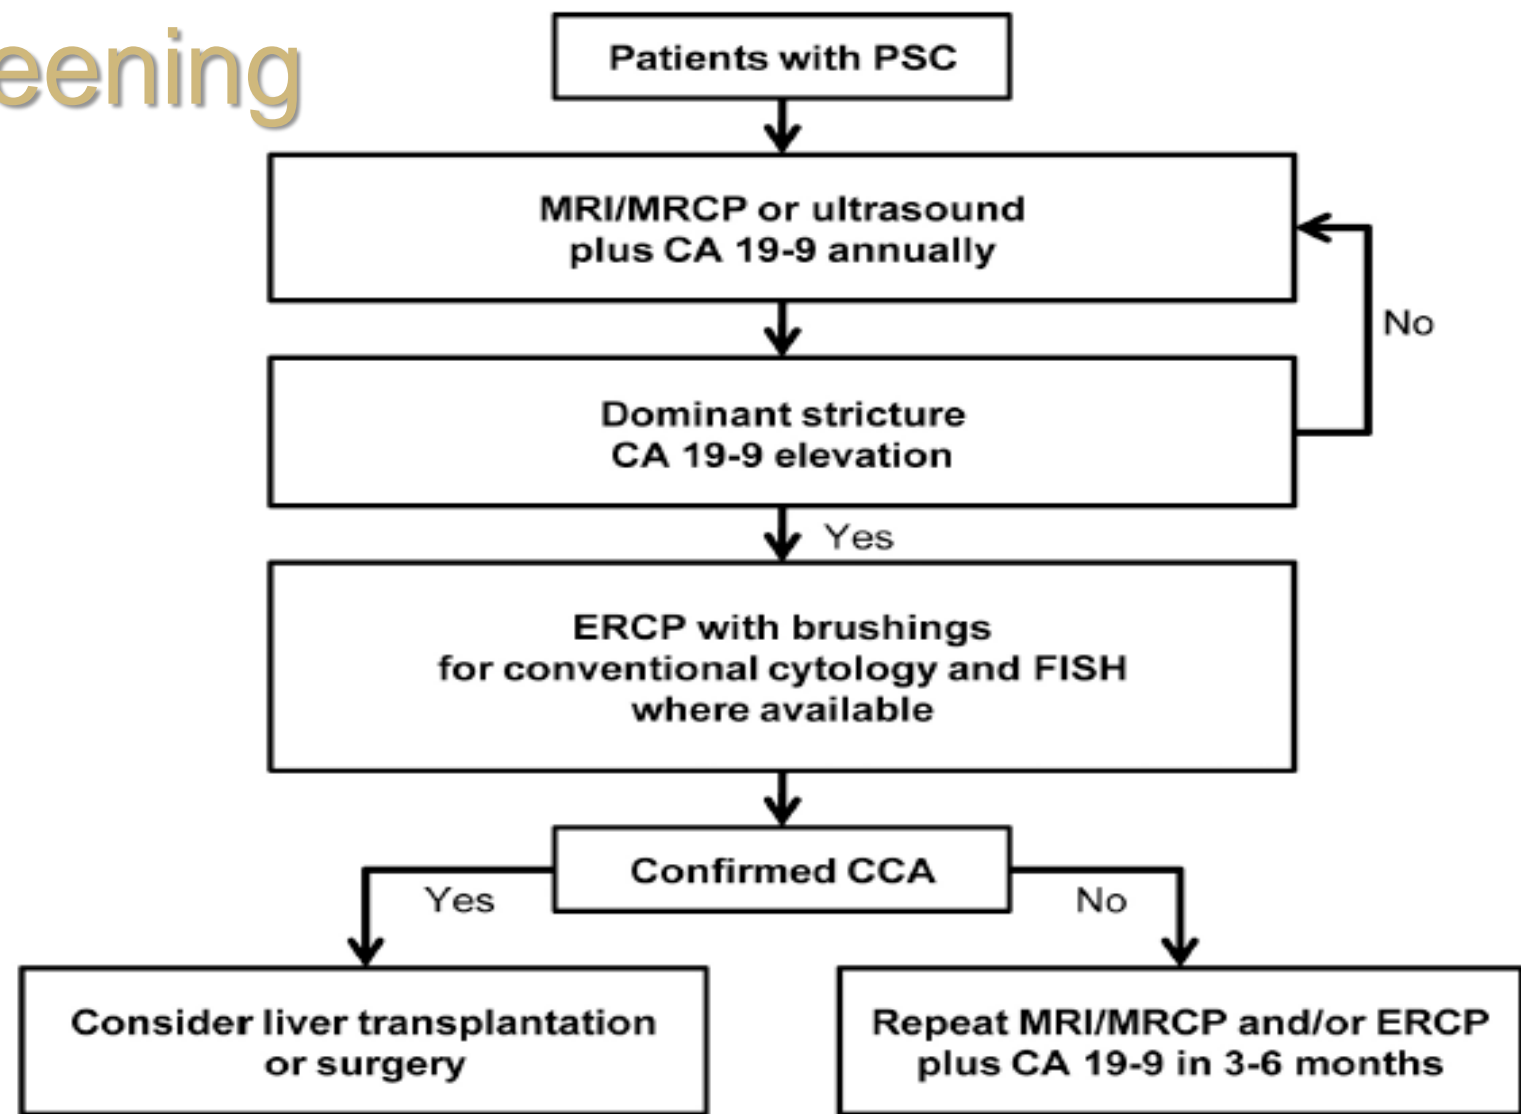 eening
Patients with PSC
MRI/MRCP or ultrasound
plus CA 19-9 annually
No
Dominant stricture
CA 19-9 elevation
Yes
ERCP with brushings
for conventional cytology and FISH
where available
Confirmed CCA
Yes
No
Consider liver transplantation
or surgery
Repeat MRI/MRCP and/or ERCP
plus CA 19-9 in 3-6 months